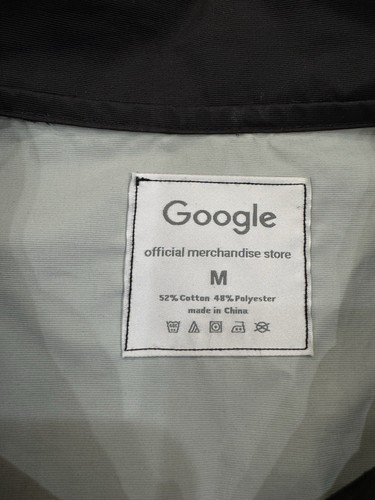 Google
official merchandise store
M
52% Cotton 48% Polyester
made in China